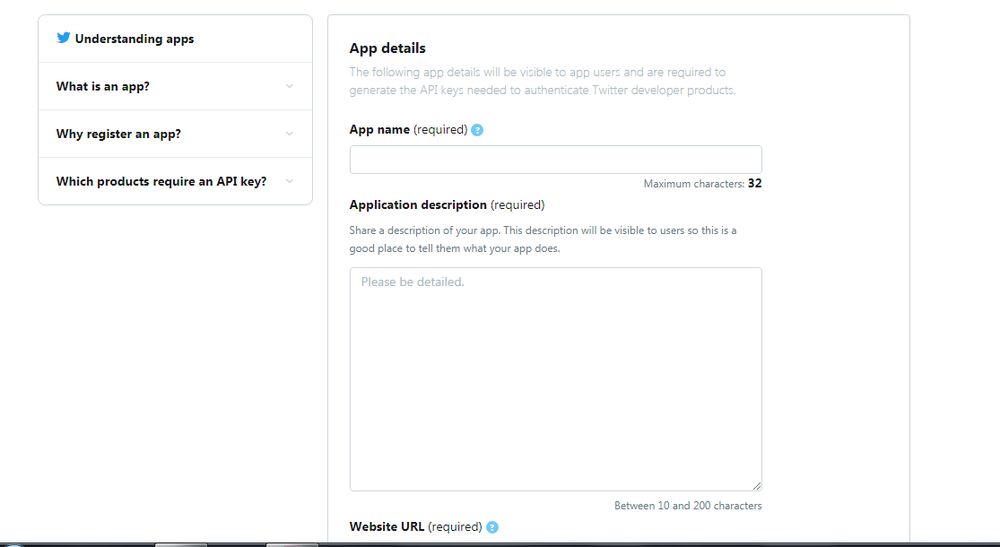 Understanding apps
What is an app?
Why register an app?
Which products require an API key?
App details
The following app details will be visible to app users and are required to
generate the API keys needed to authenticate Twitter developer products.
App name (required) ?
Maximum characters: 32
Application description (required)
Share a description of your app. This description will be visible to users so this is a
good place to tell them what your app does.
Please be detailed.
Between 10 and 200 characters
Website URL (required) ?